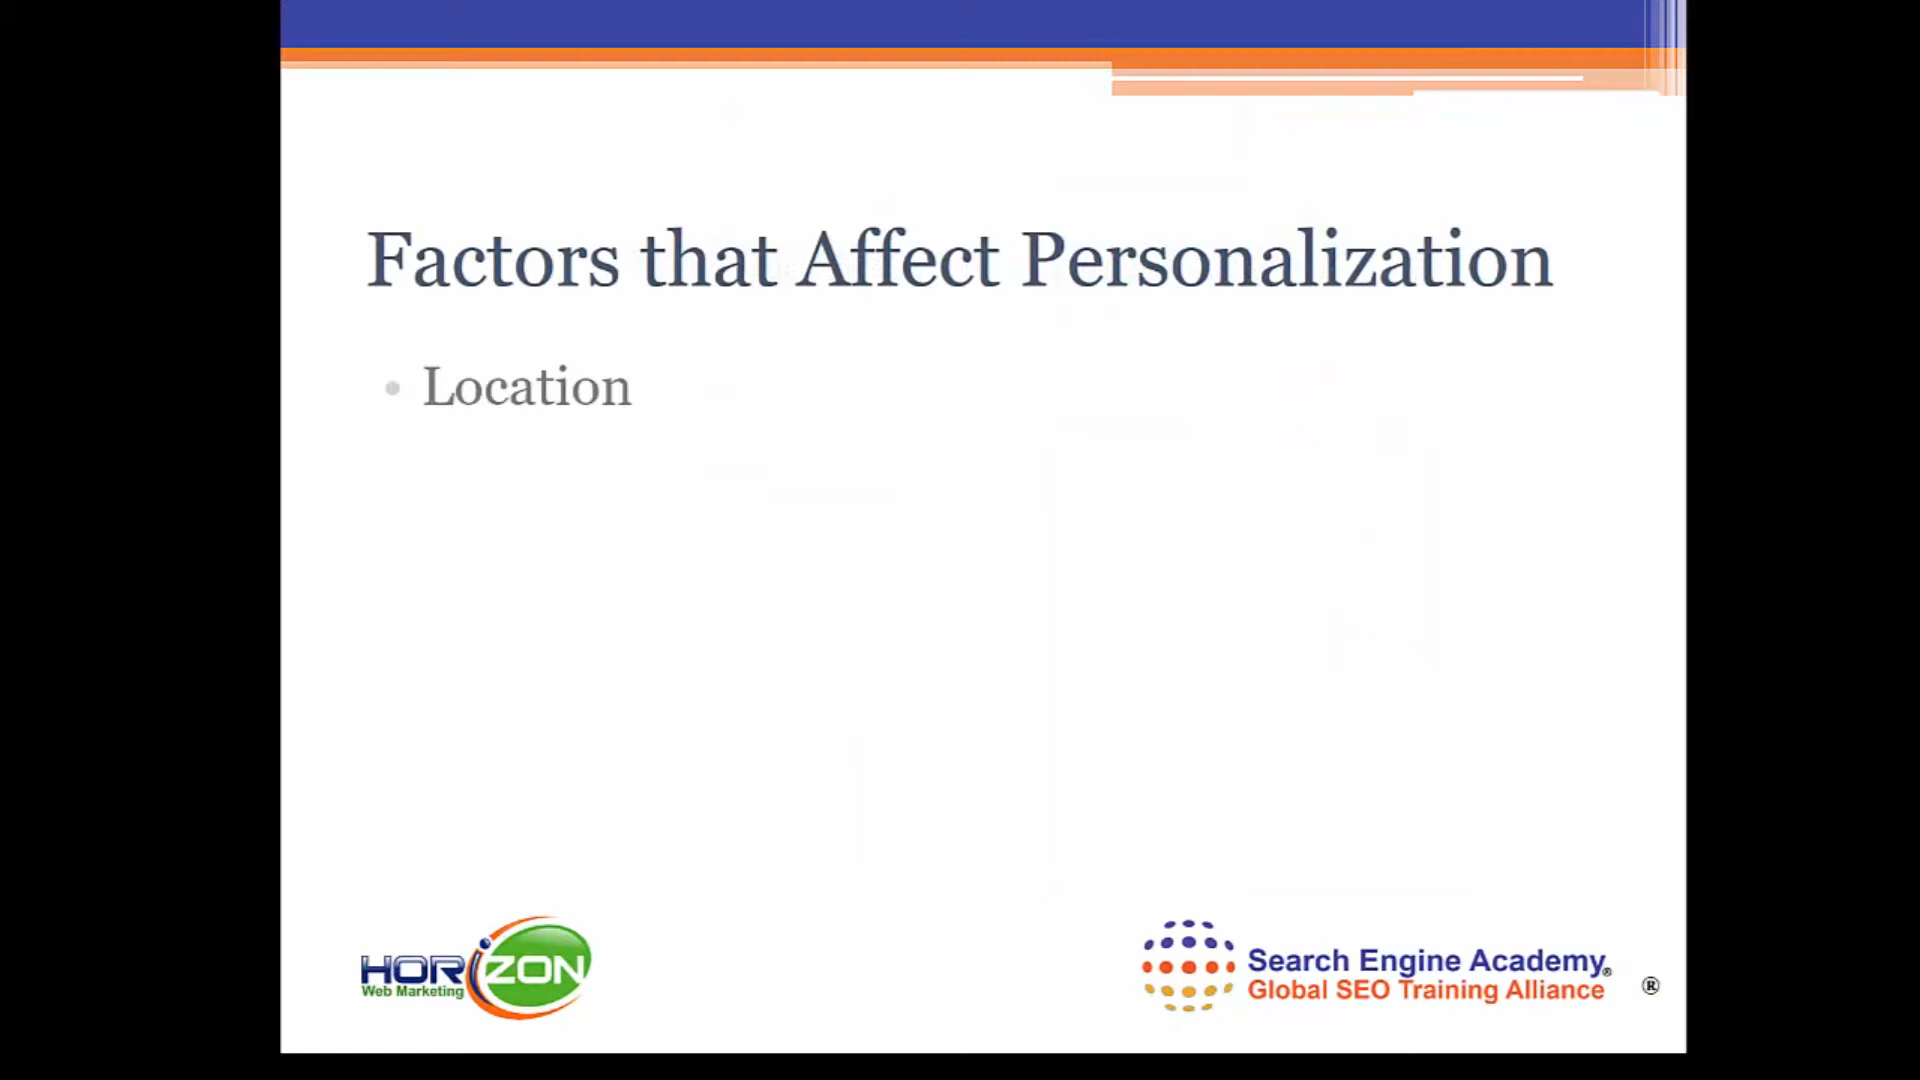 Factors that Affect Personalization
• Location
HORiZON
Web Marketing
Search Engine Academy®
Global SEO Training Alliance
®